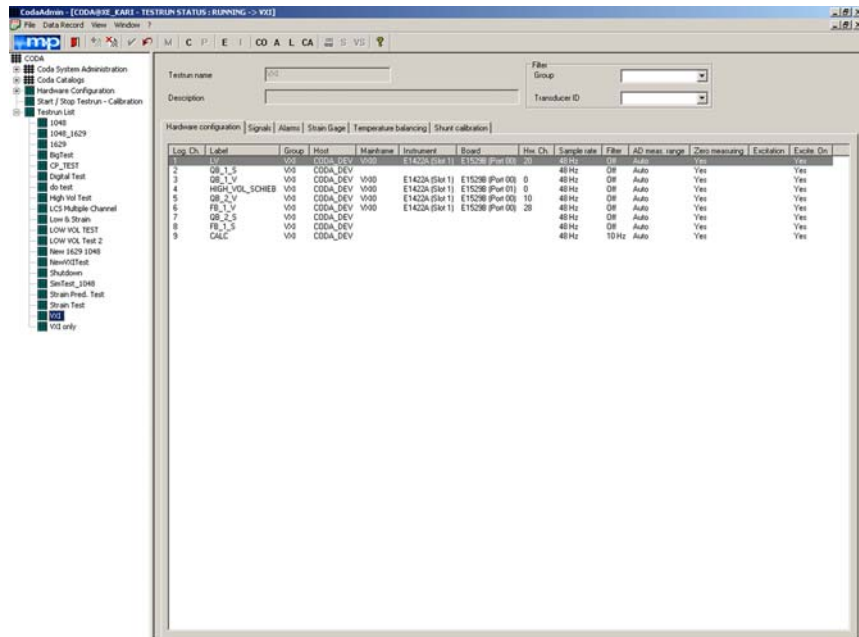 CodaAdmin - [CODA@XE_KARI - TESTRUN STATUS : RUNNING -> VXI]
File Data Record View Window ?
mp M C P E I CO A L CA S VS ?
CODA
Coda System Administration
Coda Catalogs
Hardware Configuration
Start / Stop Testrun - Calibration
Testrun List
1048
1048_1629
1629
BigTest
CP_TEST
Digital Test
do test
High Vol Test
LCS Multiple Channel
Low & Strain
LOW VOL TEST
LOW VOL Test 2
New 1629 1048
NewVXITest
Shutdown
SimTest_1048
Strain Pred. Test
Strain Test
VXI
VXI only
Testrun name VXI
Description
Filter
Group
Transducer ID
Hardware configuration Signals Alarms Strain Gage Temperature balancing Shunt calibration
Log. Ch. Label Group Host Mainframe Instrument Board Hw. Ch. Sample rate Filter AD meas. range Zero measuring Excitation Excite. On
1 LV VXI CODA_DEV VXI0 E1422A (Slot 1) E1529B (Port 00) 20 48 Hz Off Auto Yes Yes
2 QB_1_S VXI CODA_DEV 48 Hz Off Auto Yes Yes
3 QB_1_V VXI CODA_DEV VXI0 E1422A (Slot 1) E1529B (Port 00) 0 48 Hz Off Auto Yes Yes
4 HIGH_VOL_SCHIEB VXI CODA_DEV VXI0 E1422A (Slot 1) E1529B (Port 01) 0 48 Hz Off Auto Yes Yes
5 QB_2_V VXI CODA_DEV VXI0 E1422A (Slot 1) E1529B (Port 00) 10 48 Hz Off Auto Yes Yes
6 FB_1_V VXI CODA_DEV VXI0 E1422A (Slot 1) E1529B (Port 00) 28 48 Hz Off Auto Yes Yes
7 QB_2_S VXI CODA_DEV 48 Hz Off Auto Yes Yes
8 FB_1_S VXI CODA_DEV 48 Hz Off Auto Yes Yes
9 CALC VXI CODA_DEV 48 Hz 10 Hz Auto Yes Yes